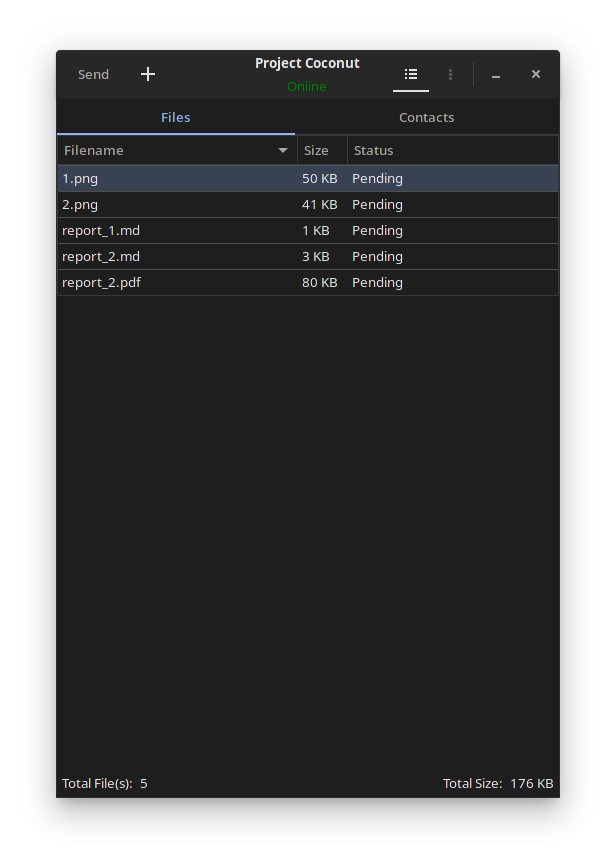 Send
Project Coconut
Online
Files Contacts
Filename Size Status
1.png 50 KB Pending
2.png 41 KB Pending
report_1.md 1 KB Pending
report_2.md 3 KB Pending
report_2.pdf 80 KB Pending
Total File(s): 5 Total Size: 176 KB